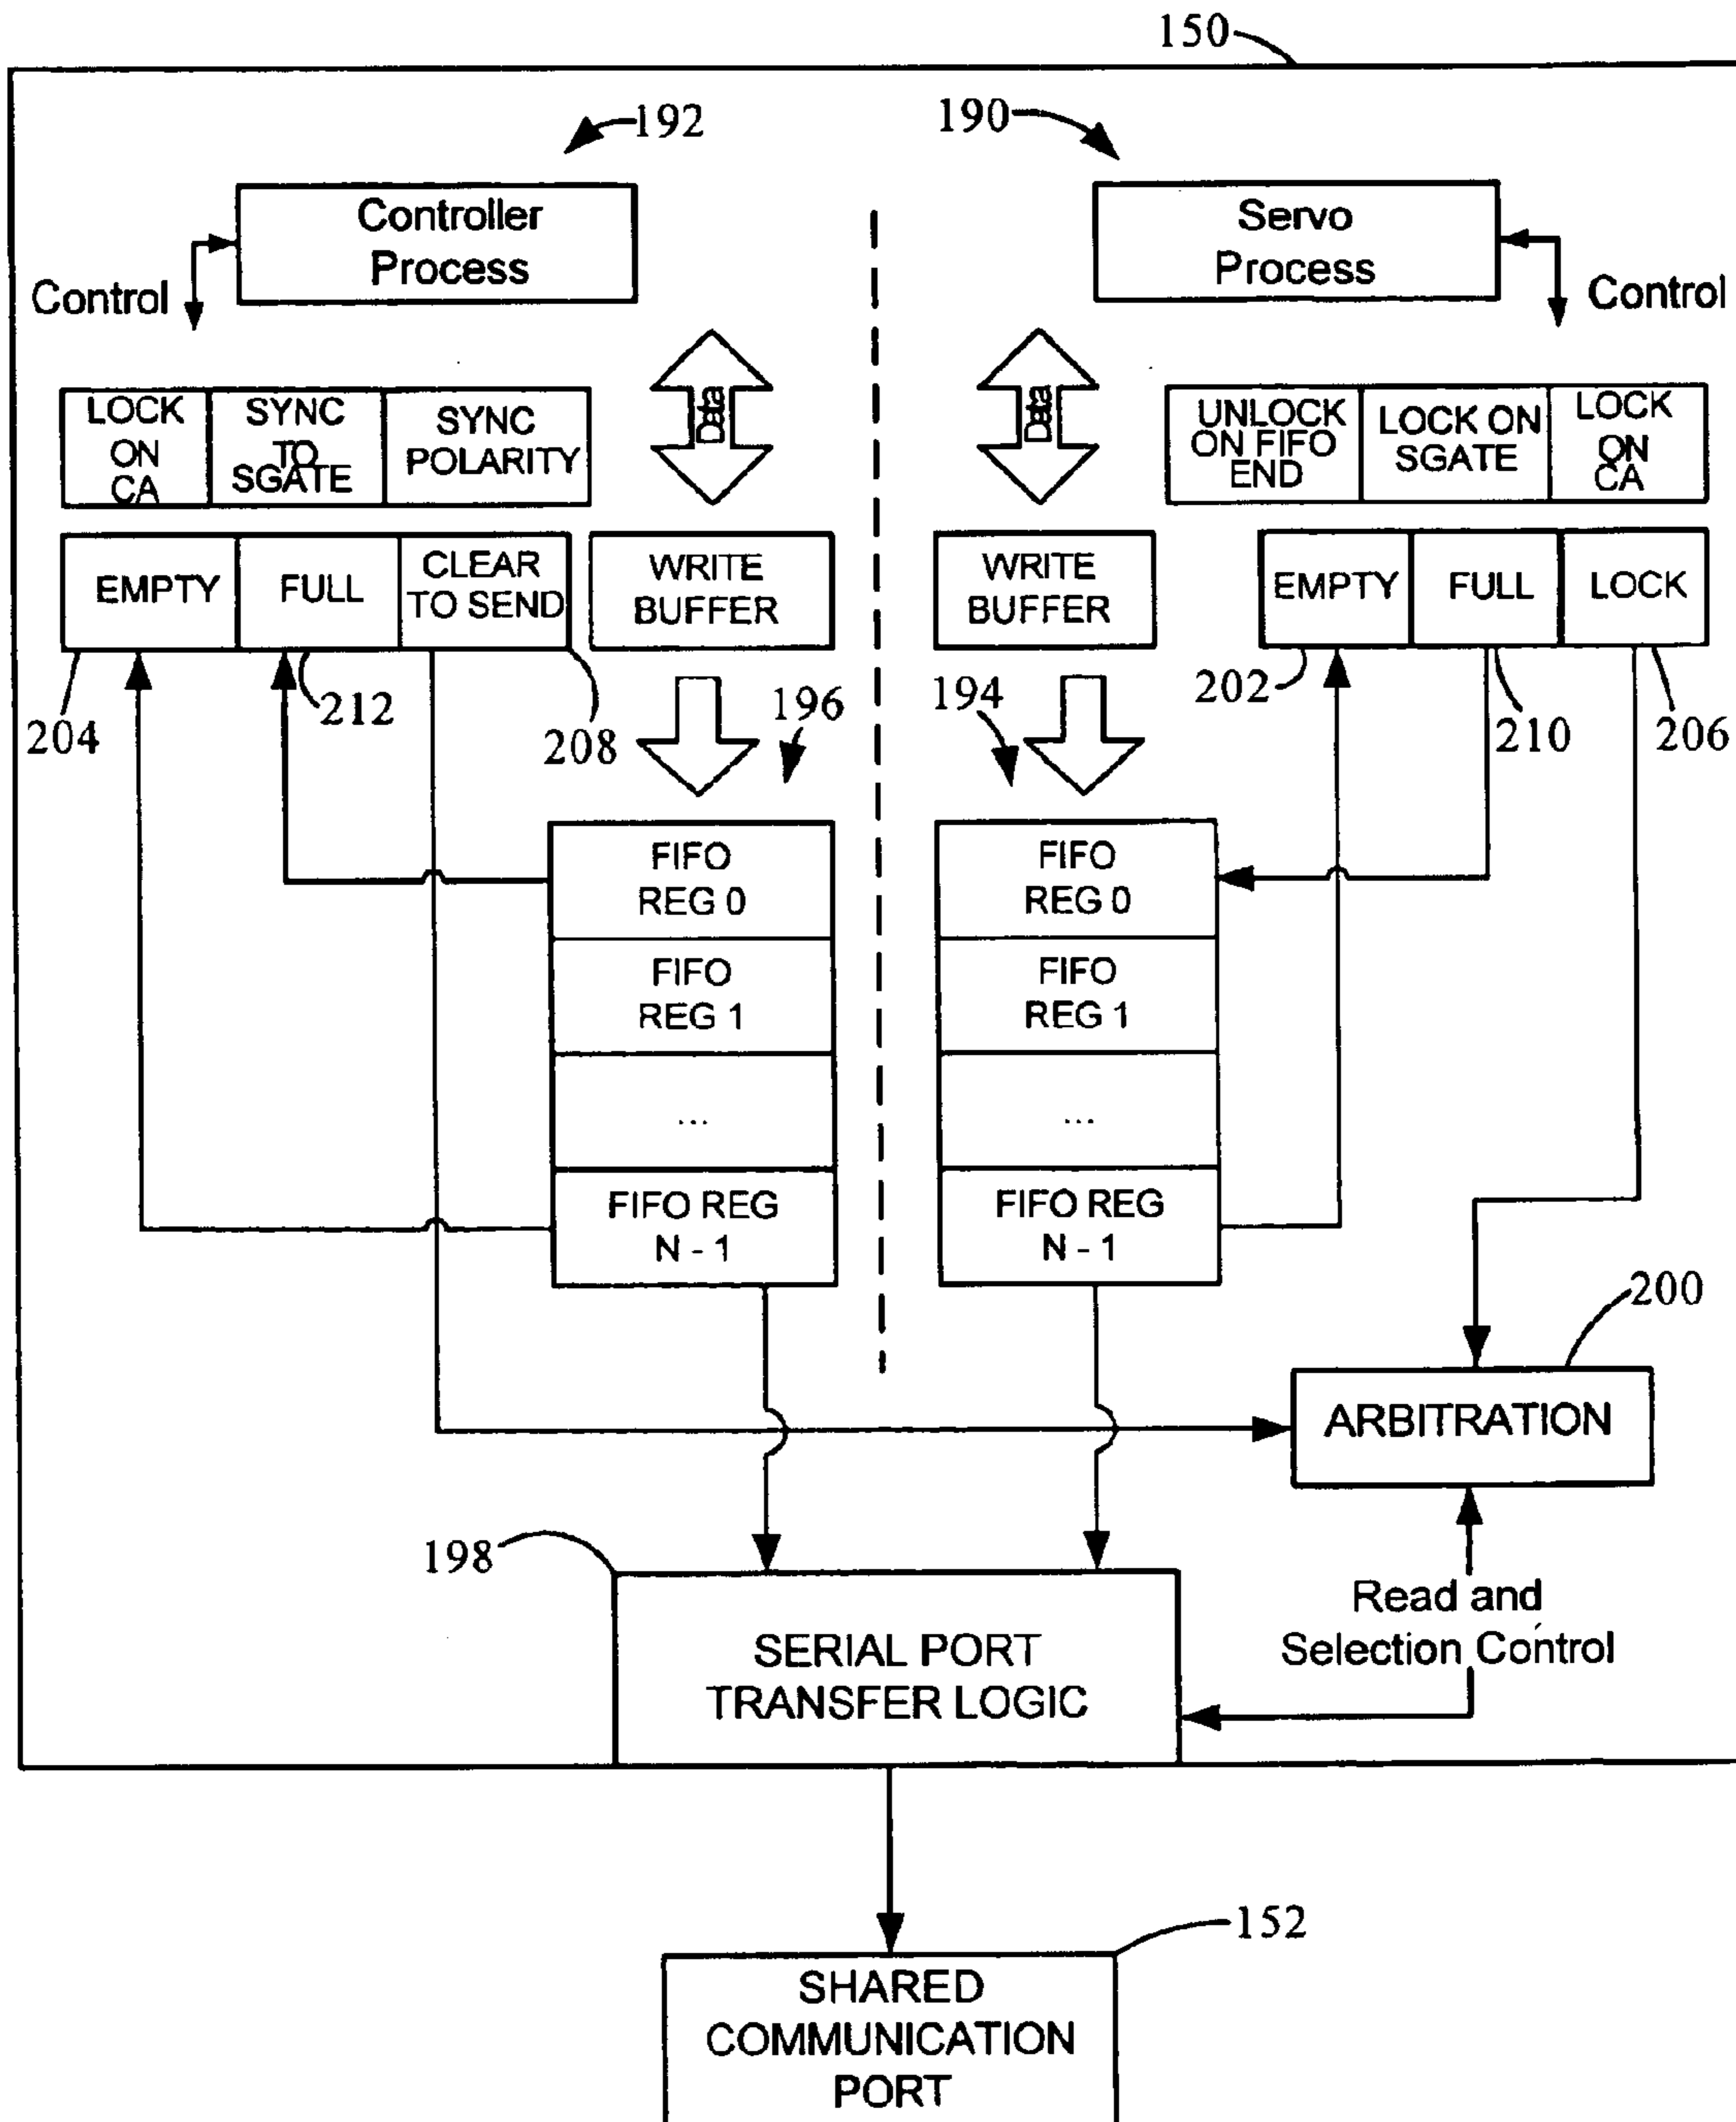 150
192
190
Controller
Process
Servo
Process
Control
Control
Data
Data
LOCK
ON
CA
SYNC
TO
SGATE
SYNC
POLARITY
UNLOCK
ON FIFO
END
LOCK ON
SGATE
LOCK
ON
CA
EMPTY
FULL
CLEAR
TO SEND
WRITE
BUFFER
WRITE
BUFFER
EMPTY
FULL
LOCK
204
212
208
196
194
202
210
206
FIFO
REG 0
FIFO
REG 1
...
FIFO REG
N - 1
FIFO
REG 0
FIFO
REG 1
...
FIFO REG
N - 1
200
ARBITRATION
198
SERIAL PORT
TRANSFER LOGIC
Read and
Selection Control
152
SHARED
COMMUNICATION
PORT